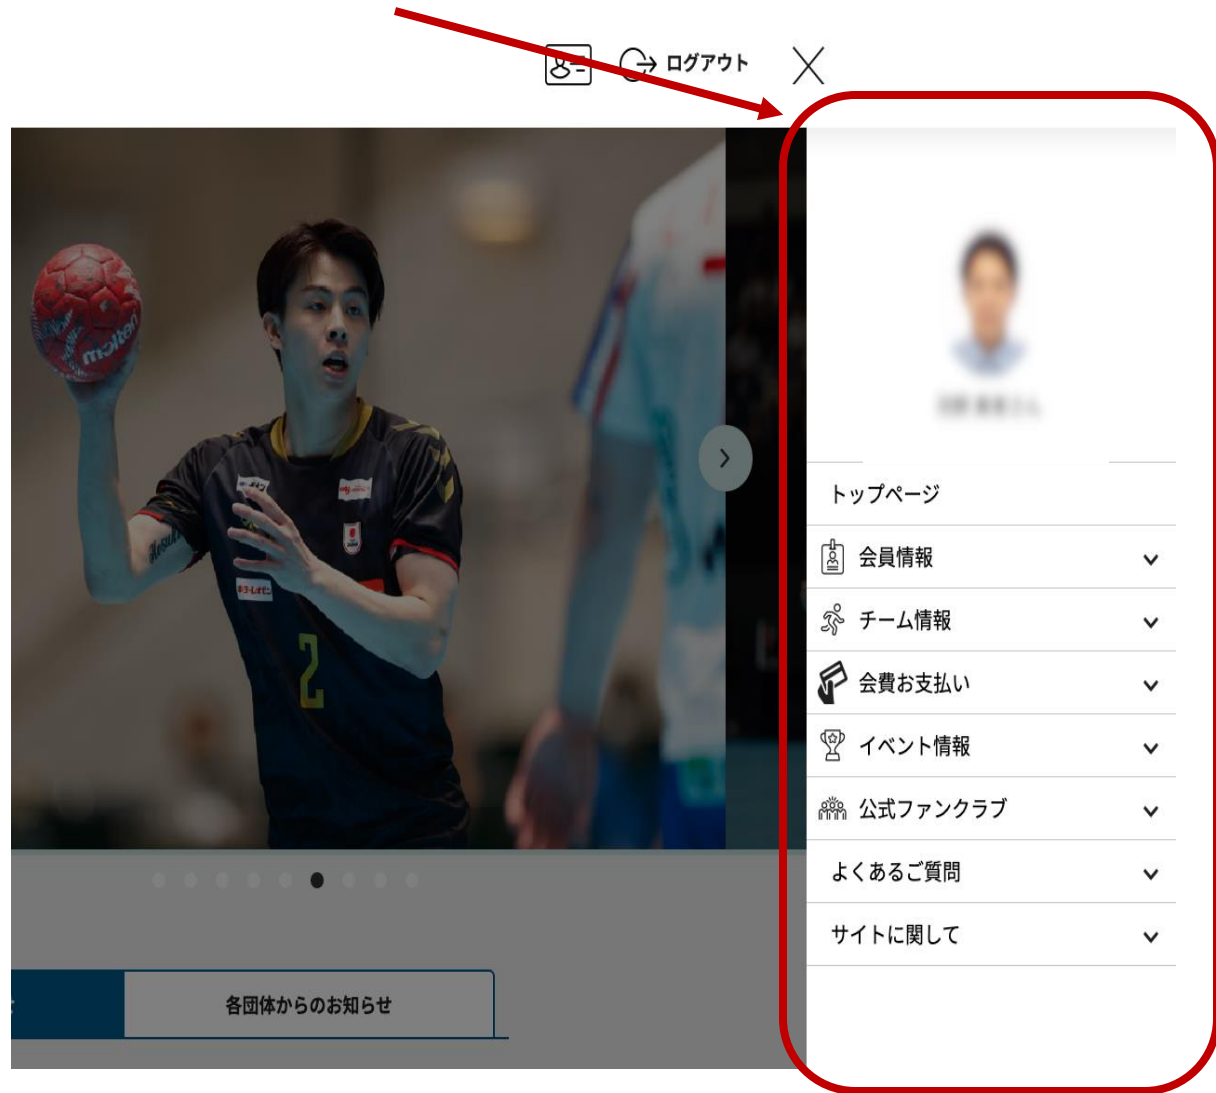 ログアウト
molten
2
トップページ
会員情報
チーム情報
会費お支払い
イベント情報
公式ファンクラブ
よくあるご質問
サイトに関して
各団体からのお知らせ